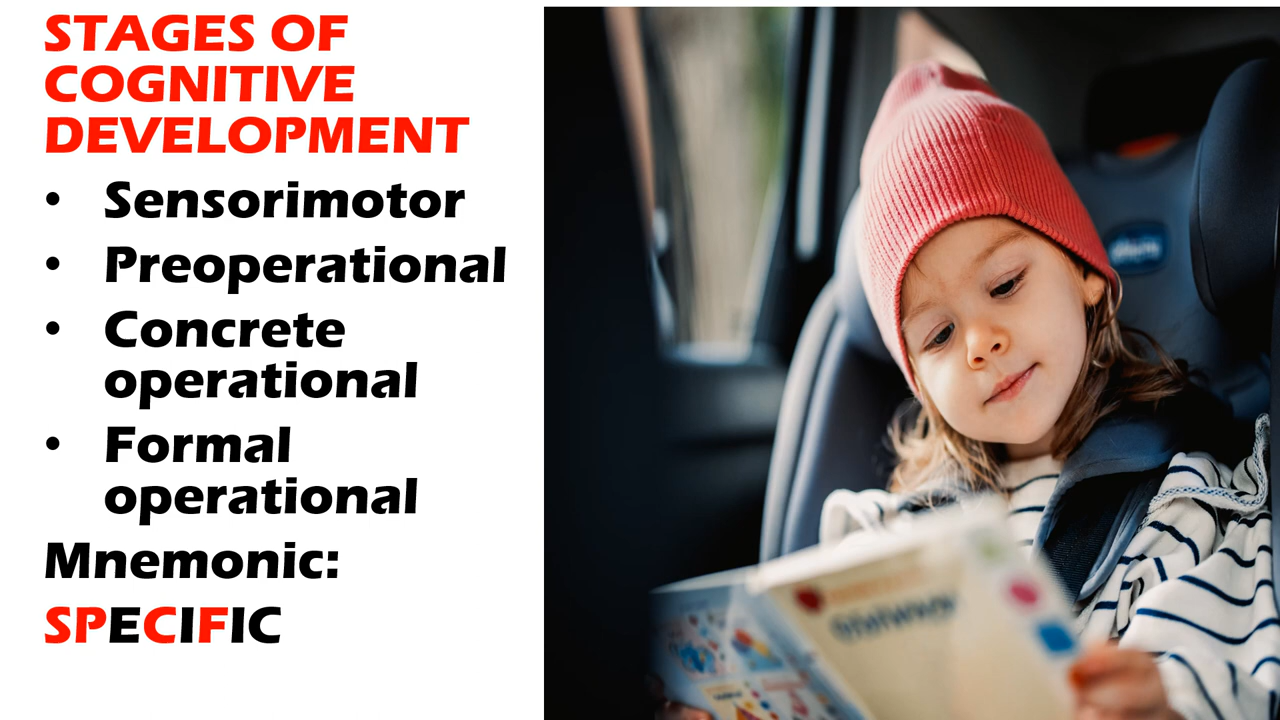 STAGES OF
COGNITIVE
DEVELOPMENT
• Sensorimotor
• Preoperational
• Concrete
operational
• Formal
operational
Mnemonic:
SPECIFIC